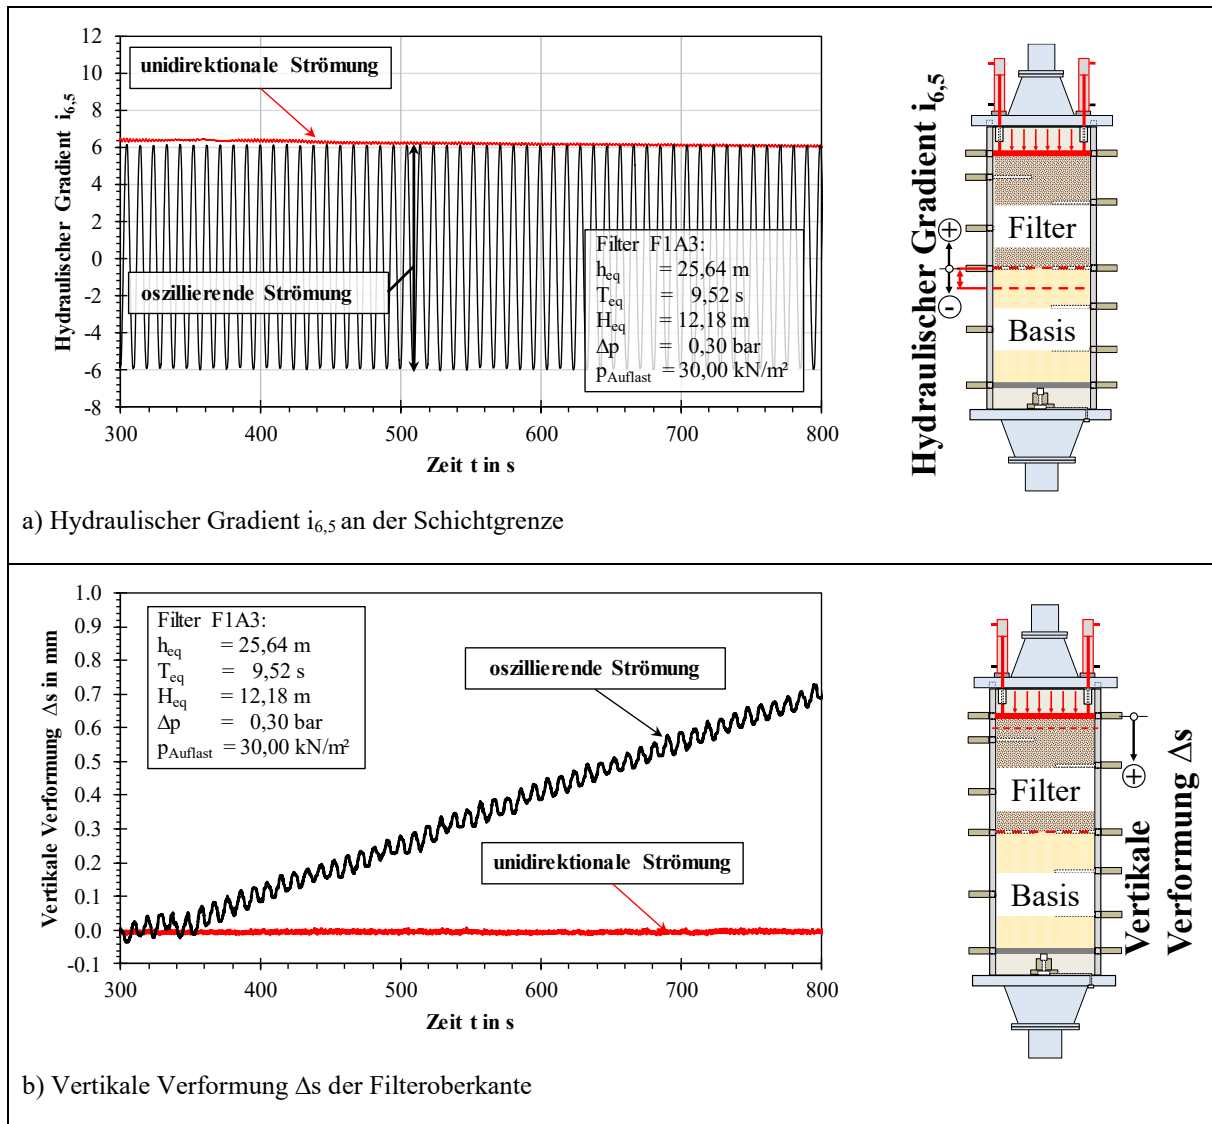 12
10
8
6
4
2
0
-2
-4
-6
-8
Hydraulischer Gradient i6,5
unidirektionale Strömung
oszillierende Strömung
Filter F1A3:
heq = 25,64 m
Teq = 9,52 s
Heq = 12,18 m
Δp = 0,30 bar
pAuflast = 30,00 kN/m²
300 400 500 600 700 800
Zeit t in s
Hydraulischer Gradient i6,5
+
-
Filter
Basis
a) Hydraulischer Gradient i6,5 an der Schichtgrenze
1.0
0.9
0.8
0.7
0.6
0.5
0.4
0.3
0.2
0.1
0.0
-0.1
Vertikale Verformung Δs in mm
Filter F1A3:
heq = 25,64 m
Teq = 9,52 s
Heq = 12,18 m
Δp = 0,30 bar
pAuflast = 30,00 kN/m²
oszillierende Strömung
unidirektionale Strömung
300 400 500 600 700 800
Zeit t in s
Filter
Basis
+
Vertikale
Verformung Δs
b) Vertikale Verformung Δs der Filteroberkante